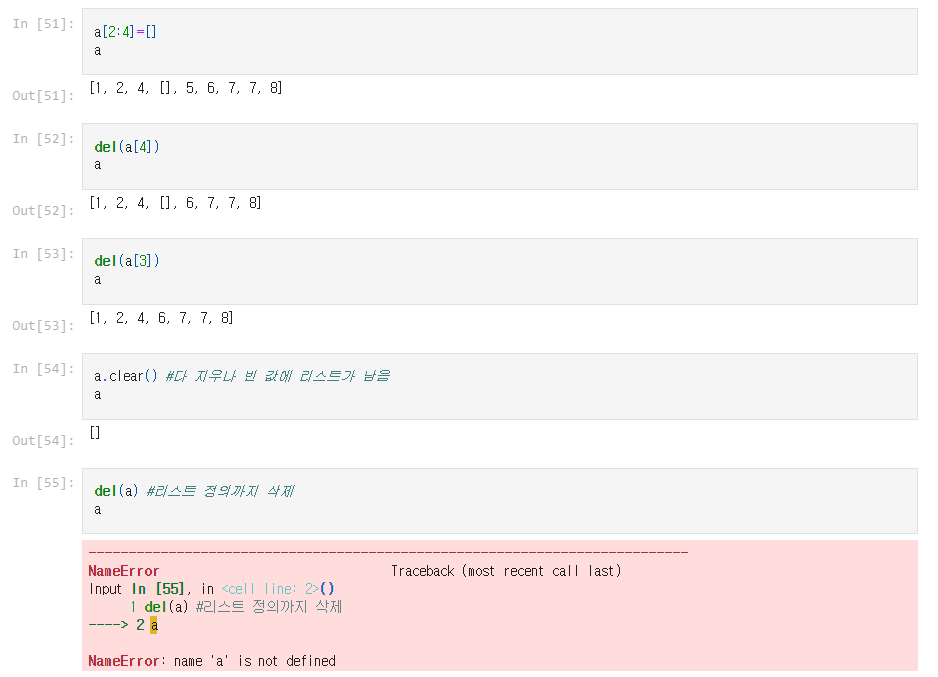 In [51]:
a[2:4]=[]
a
Out[51]:
[1, 2, 4, [], 5, 6, 7, 7, 8]
In [52]:
del(a[4])
a
Out[52]:
[1, 2, 4, [], 6, 7, 7, 8]
In [53]:
del(a[3])
a
Out[53]:
[1, 2, 4, 6, 7, 7, 8]
In [54]:
a.clear() #다 지우나 빈 값에 리스트가 남음
a
Out[54]:
[]
In [55]:
del(a) #리스트 정의까지 삭제
a
---------------------------------------------------------------------------
NameError Traceback (most recent call last)
Input In [55], in <cell line: 2>()
1 del(a) #리스트 정의까지 삭제
----> 2 a
NameError: name 'a' is not defined